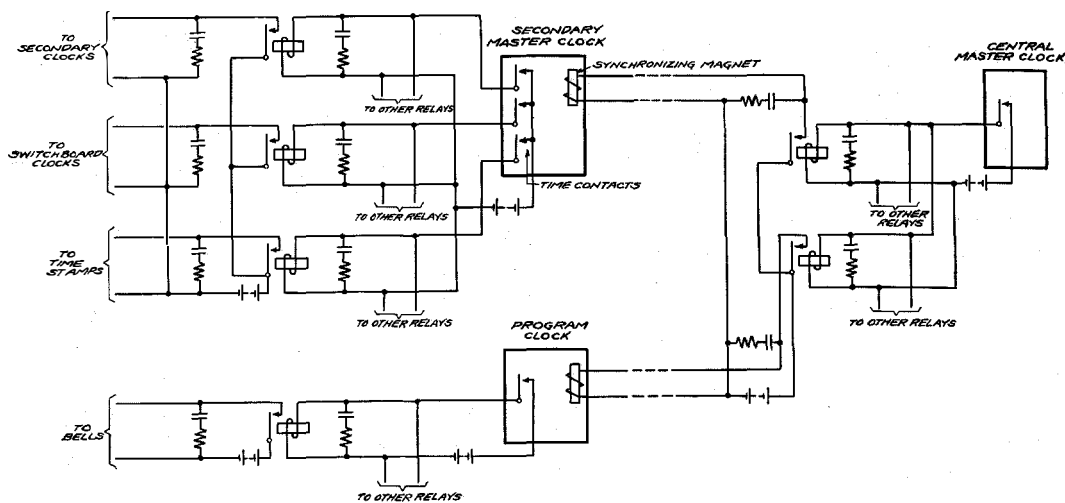 TO
SECONDARY
CLOCKS
TO OTHER RELAYS
SECONDARY
MASTER CLOCK
SYNCHRONIZING MAGNET
CENTRAL
MASTER CLOCK
TO
SWITCHBOARD
CLOCKS
TO OTHER RELAYS
TIME CONTACTS
TO OTHER
RELAYS
TO
TIME
STAMPS
TO OTHER RELAYS
TO OTHER RELAYS
PROGRAM
CLOCK
TO
BELLS
TO OTHER RELAYS